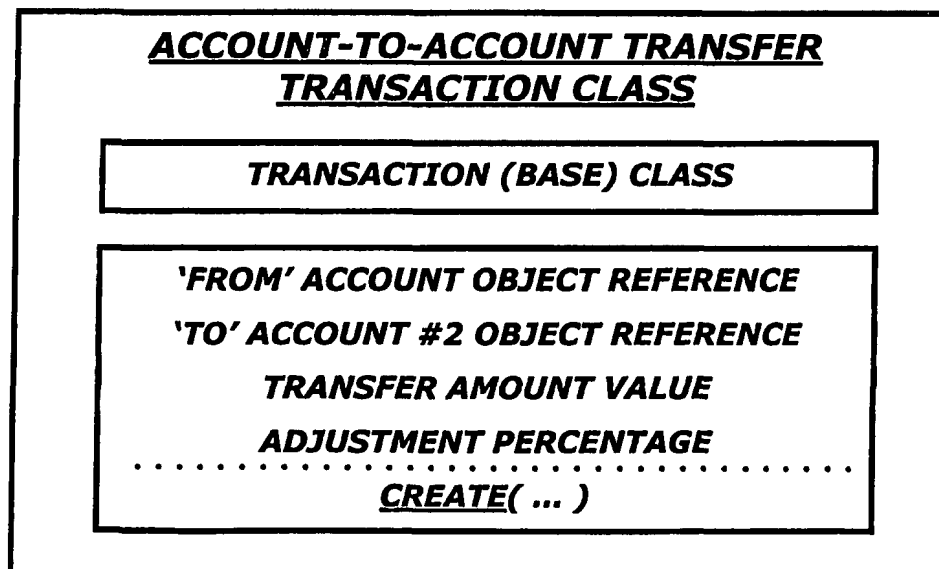 ACCOUNT-TO-ACCOUNT TRANSFER
TRANSACTION CLASS
TRANSACTION (BASE) CLASS
‘FROM’ ACCOUNT OBJECT REFERENCE
‘TO’ ACCOUNT #2 OBJECT REFERENCE
TRANSFER AMOUNT VALUE
ADJUSTMENT PERCENTAGE
CREATE( ... )